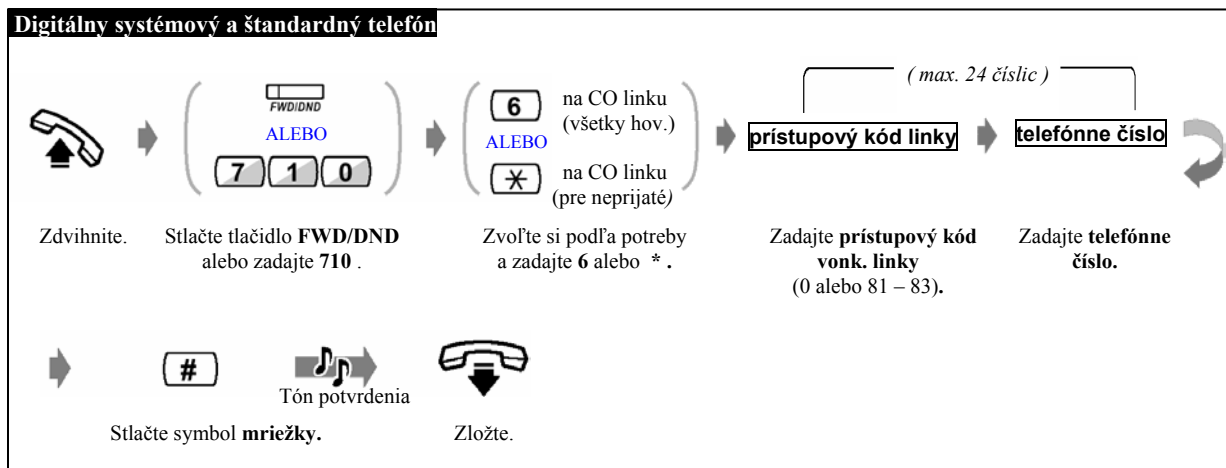 Digitálny systémový a štandardný telefón
( max. 24 číslic )
FWD/DND
ALEBO
7 1 0
6 na CO linku
(všetky hov.)
ALEBO
* na CO linku
(pre neprijaté)
prístupový kód linky
telefónne číslo
Zdvihnite.
Stlačte tlačidlo FWD/DND
alebo zadajte 710 .
Zvoľte si podľa potreby
a zadajte 6 alebo * .
Zadajte prístupový kód
vonk. linky
(0 alebo 81 – 83).
Zadajte telefónne
číslo.
#
Tón potvrdenia
Stlačte symbol mriežky.
Zložte.